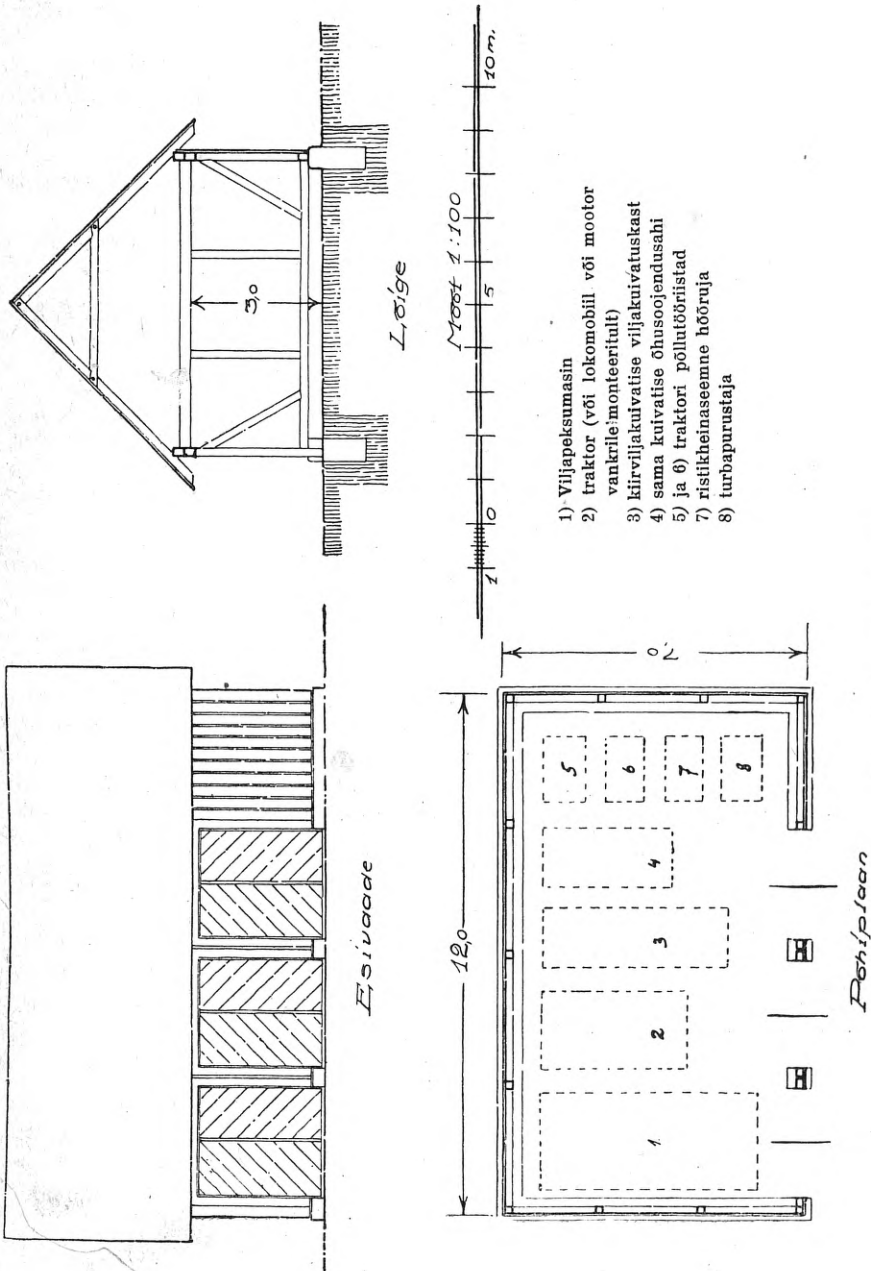 3,0
Lõige
Esivaade
Mõõt 1:100
1 0 5 10 m.
1) Viljapeksumasin
2) traktor (või lokomobiill või mootor
vankrile monteeritult)
3) kiirviljakuivatise viljakuivatuskast
4) sama kuivatise õhusoojendusahi
5) ja 6) traktori põllutööriistad
7) ristikheinaseemne hõõruja
8) turbapurustaja
12,0
7,0
1
2
3
4
5
6
7
8
Põhiplaan